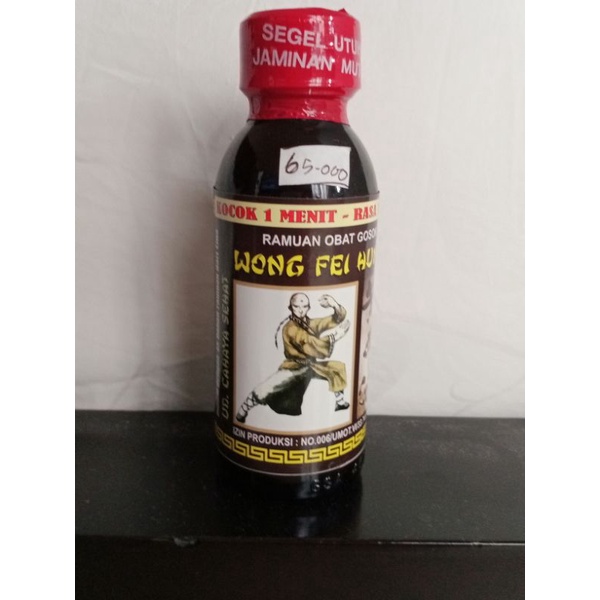 SEGEL UTU
JAMINAN MUT
65-000
KOCOK 1 MENIT - RASA
RAMUAN OBAT GOSO
WONG FEI HU
UD. CAHAYA SEHAT
IZIN PRODUKSI : NO.006/UMOT